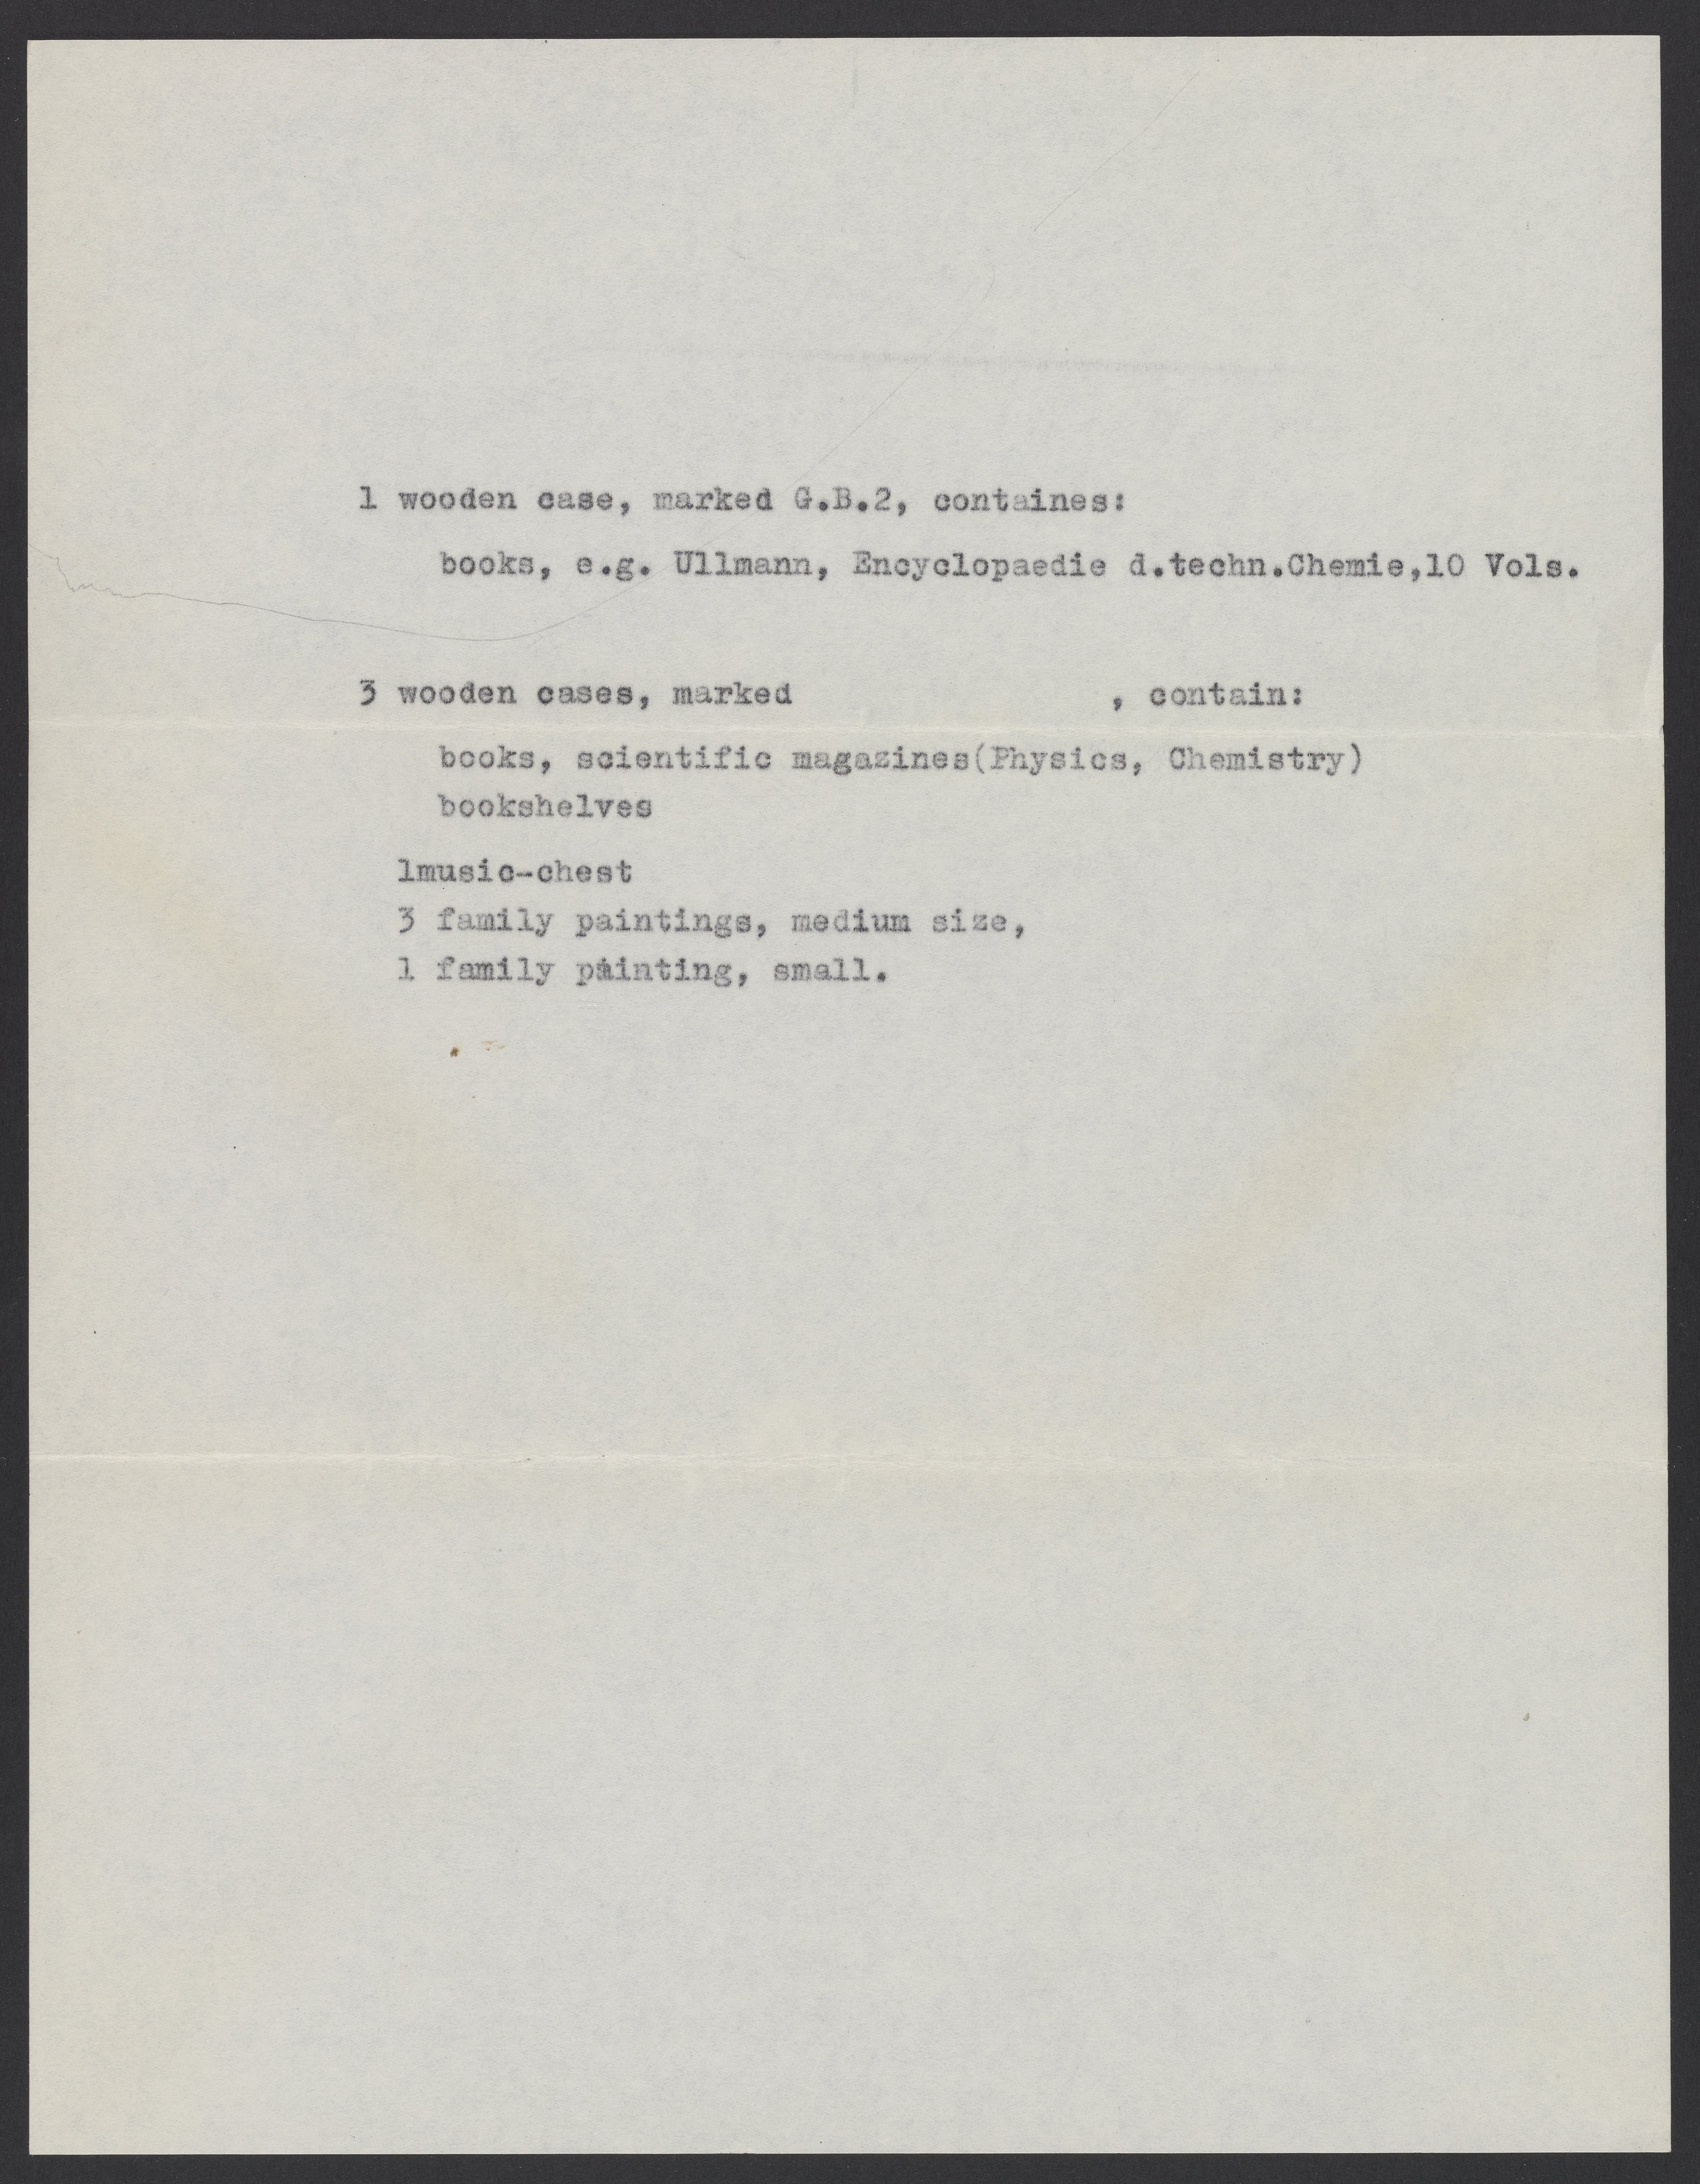 1 wooden case, marked G.B.2, containes:
books, e.g. Ullmann, Encyclopaedie d.techn.Chemie,10 Vols.
3 wooden cases, marked , contain:
books, scientific magazines(Physics, Chemistry)
bookshelves
1music-chest
3 family paintings, medium size,
1 family painting, small.